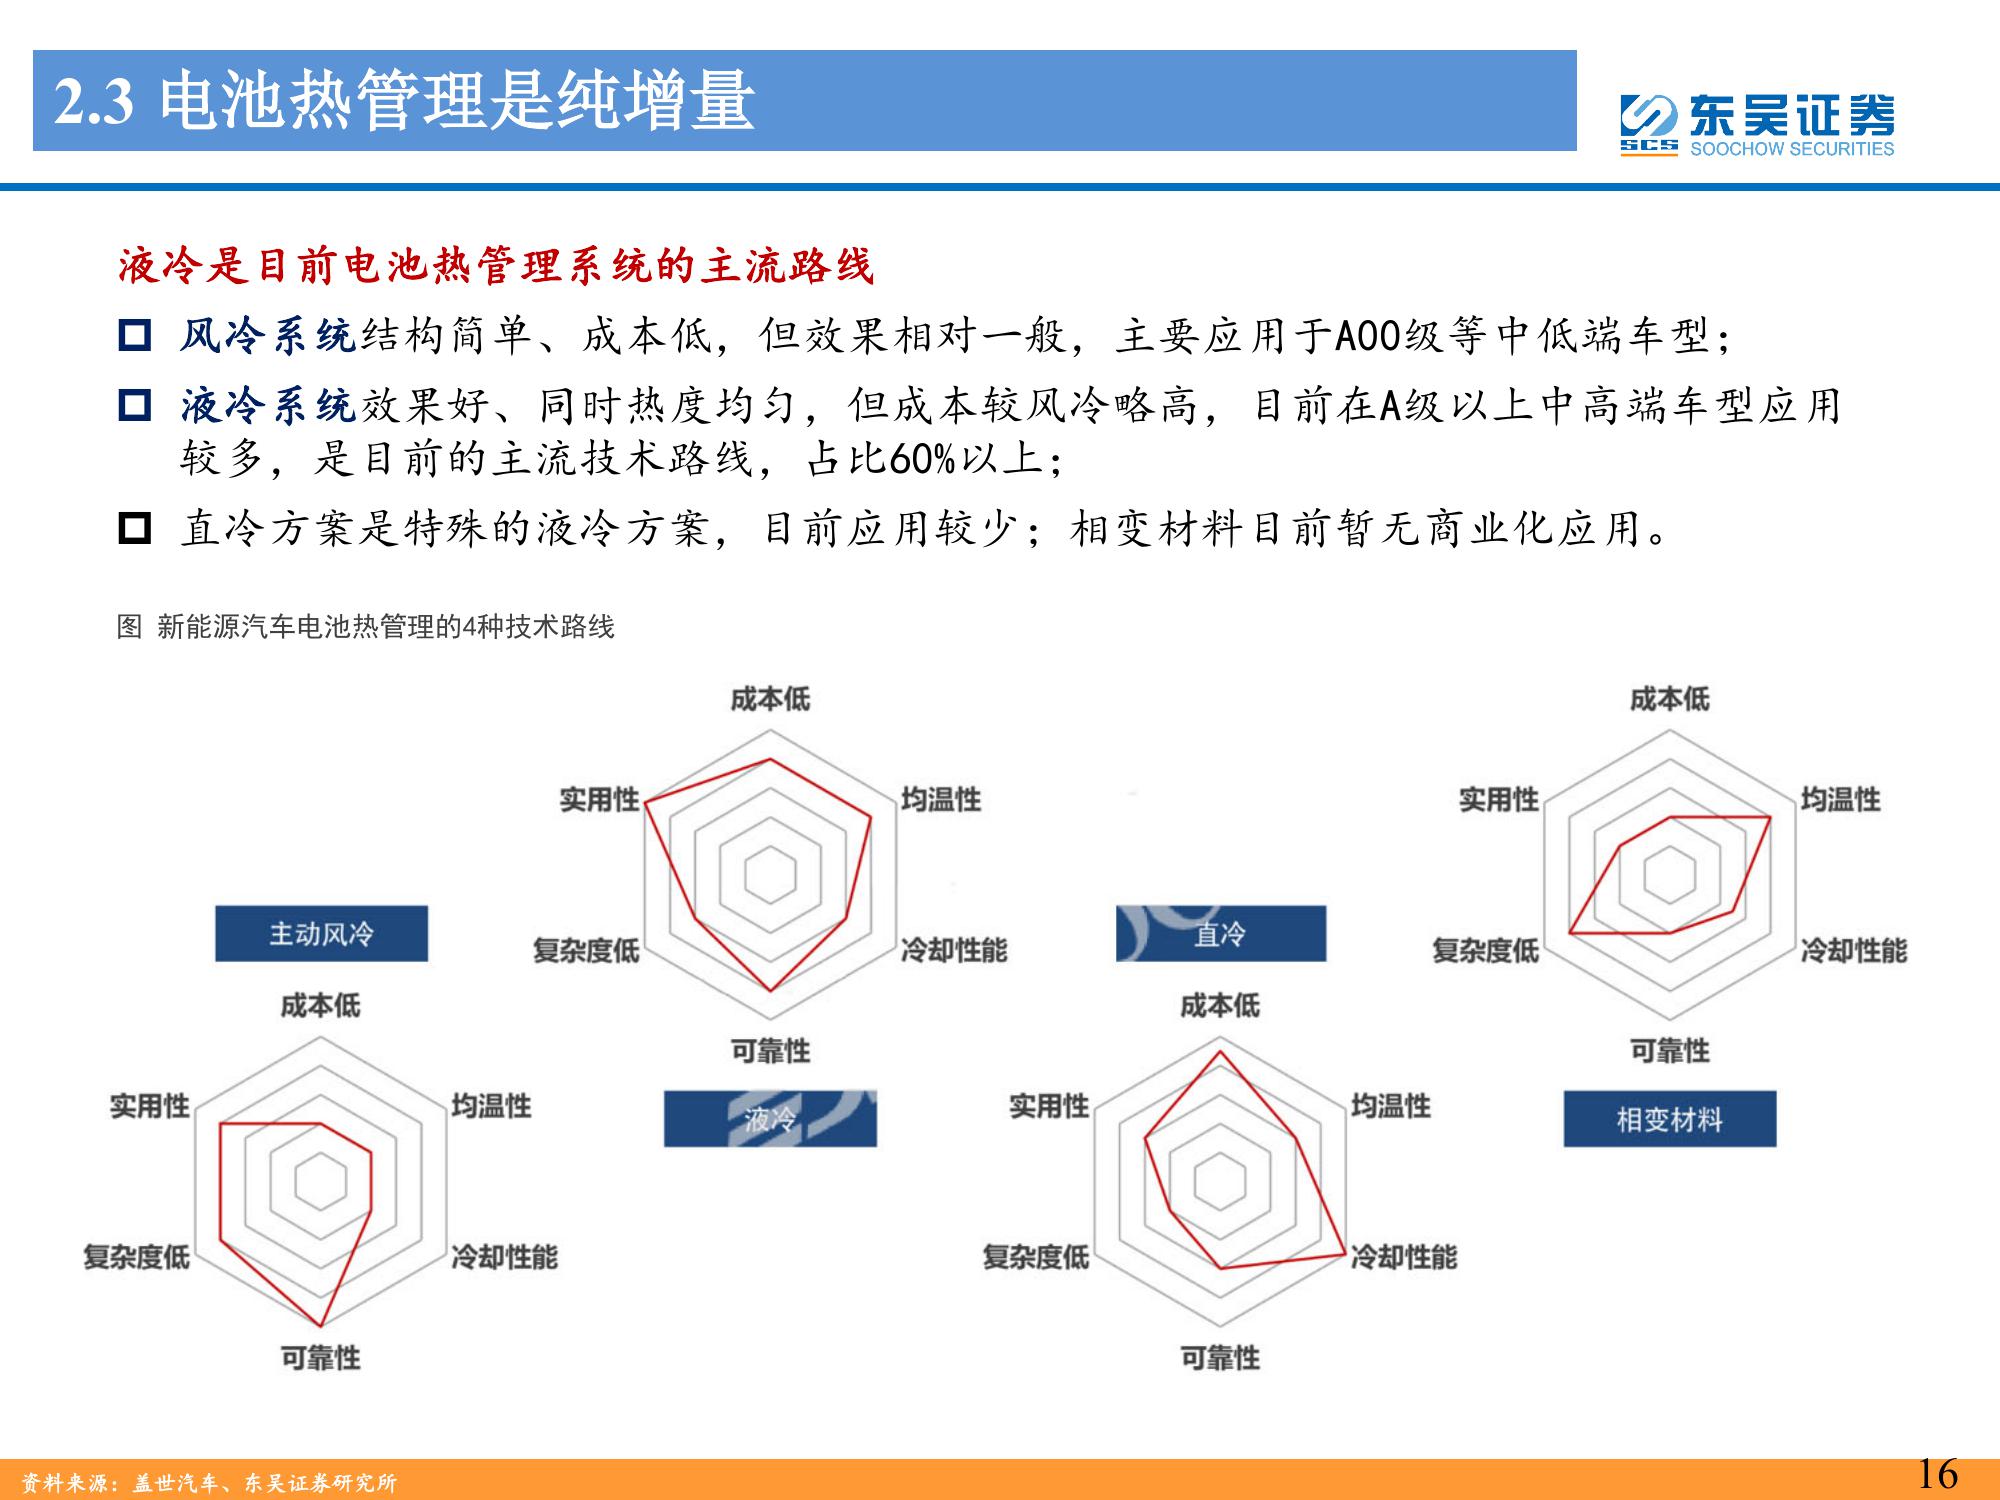 2.3 电池热管理是纯增量
SCS
东吴证券
SOOCHOW SECURITIES
液冷是目前电池热管理系统的主流路线
风冷系统结构简单、成本低，但效果相对一般，主要应用于A00级等中低端车型；
液冷系统效果好、同时热度均匀，但成本较风冷略高，目前在A级以上中高端车型应用
较多，是目前的主流技术路线，占比60%以上；
直冷方案是特殊的液冷方案，目前应用较少；相变材料目前暂无商业化应用。
图 新能源汽车电池热管理的4种技术路线
主动风冷
成本低
均温性
冷却性能
可靠性
复杂度低
实用性
成本低
均温性
冷却性能
可靠性
复杂度低
实用性
液冷
直冷
成本低
均温性
冷却性能
可靠性
复杂度低
实用性
成本低
均温性
冷却性能
可靠性
复杂度低
实用性
相变材料
资料来源：盖世汽车、东吴证券研究所
16